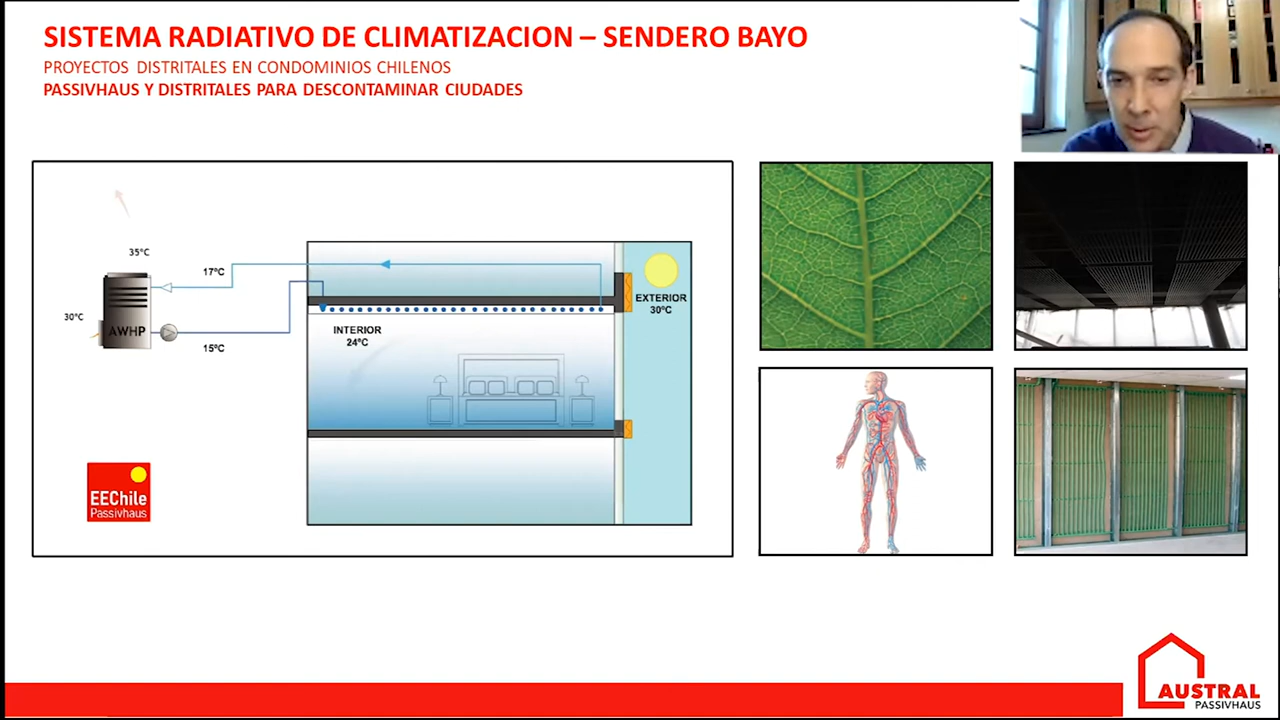 SISTEMA RADIATIVO DE CLIMATIZACION – SENDERO BAYO
PROYECTOS DISTRITALES EN CONDOMINIOS CHILENOS
PASSIVHAUS Y DISTRITALES PARA DESCONTAMINAR CIUDADES
35ºC
17ºC
30ºC
AWHP
15ºC
INTERIOR
24ºC
EXTERIOR
30ºC
EEChile
Passivhaus
AUSTRAL
PASSIVHAUS